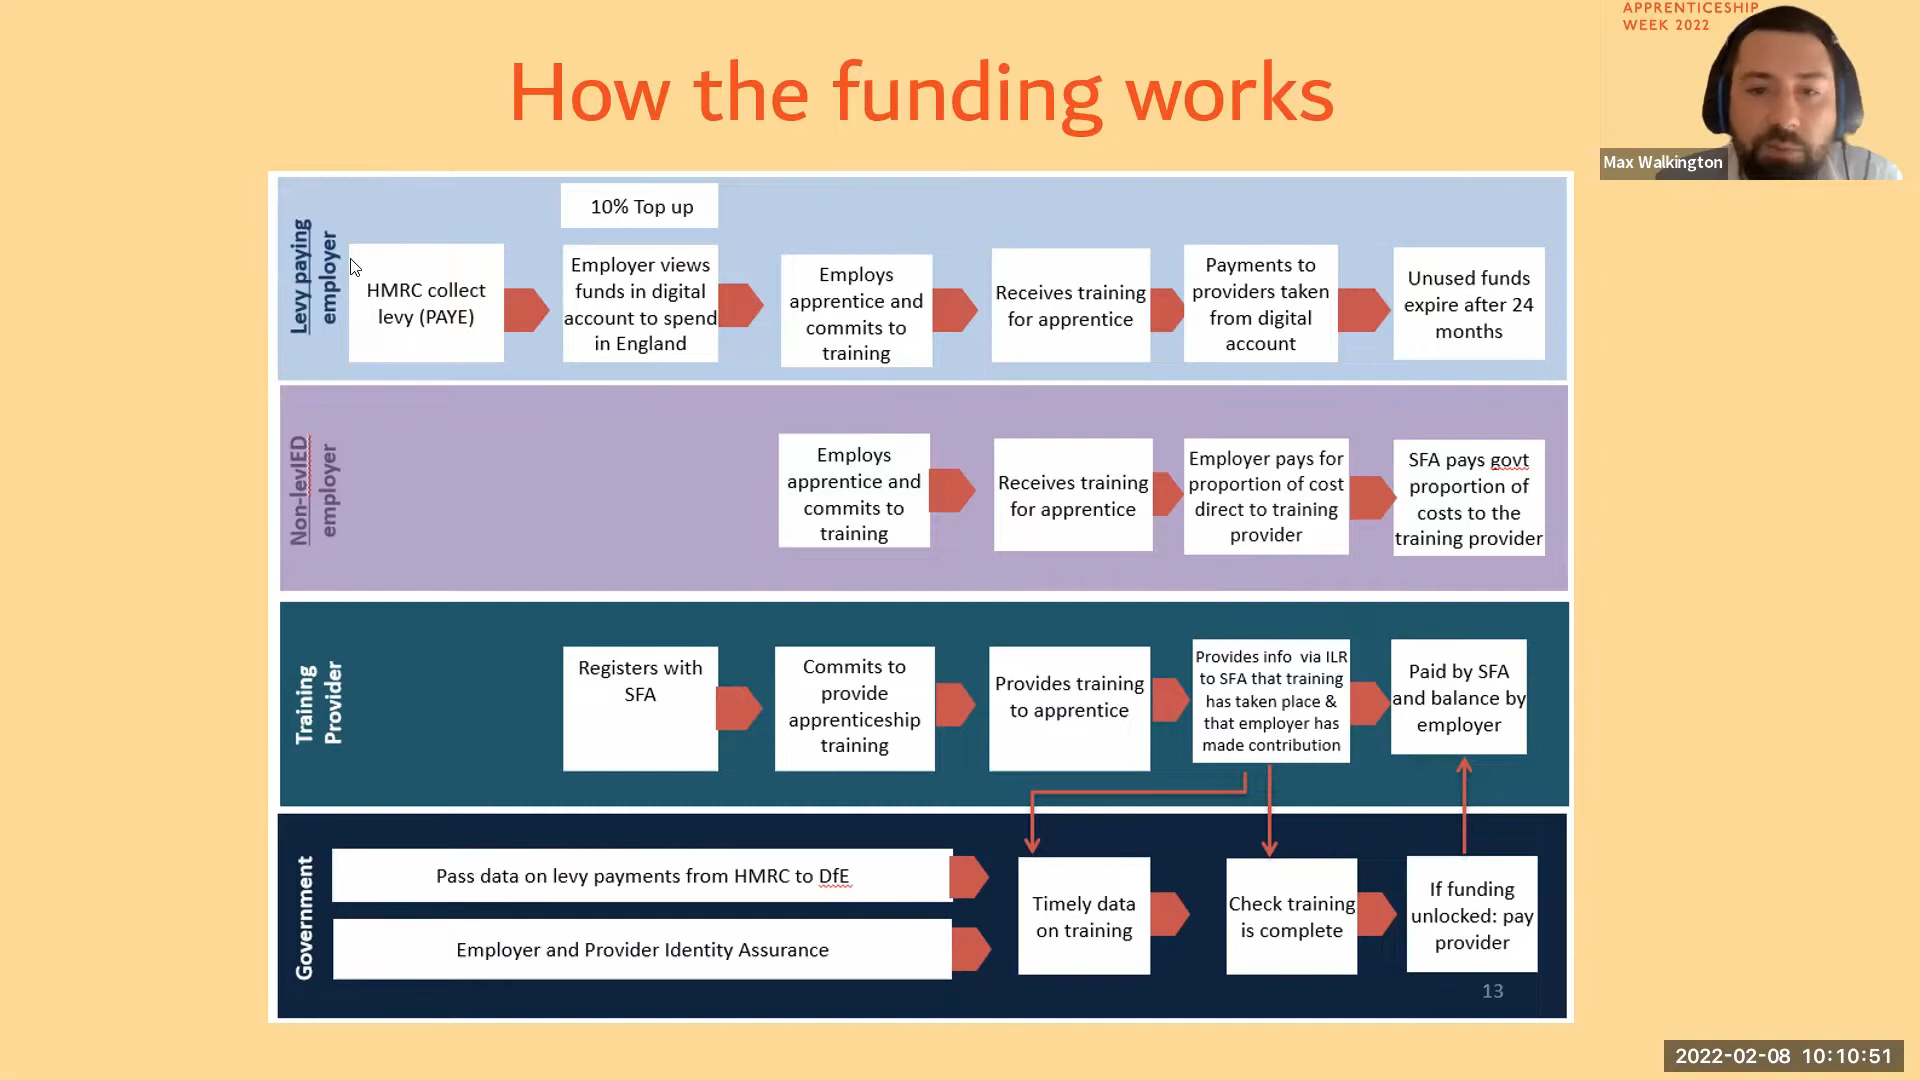 APPRENTICESHIP
WEEK 2022
How the funding works
Max Walkington
Levy paying
employer
10% Top up
HMRC collect
levy (PAYE)
Employer views
funds in digital
account to spend
in England
Employs
apprentice and
commits to
training
Receives training
for apprentice
Payments to
providers taken
from digital
account
Unused funds
expire after 24
months
Non-levIED
employer
Employs
apprentice and
commits to
training
Receives training
for apprentice
Employer pays for
proportion of cost
direct to training
provider
SFA pays govt
proportion of
costs to the
training provider
Training
Provider
Registers with
SFA
Commits to
provide
apprenticeship
training
Provides training
to apprentice
Provides info via ILR
to SFA that training
has taken place &
that employer has
made contribution
Paid by SFA
and balance by
employer
Government
Pass data on levy payments from HMRC to DfE
Employer and Provider Identity Assurance
Timely data
on training
Check training
is complete
If funding
unlocked: pay
provider
13
2022-02-08 10:10:51